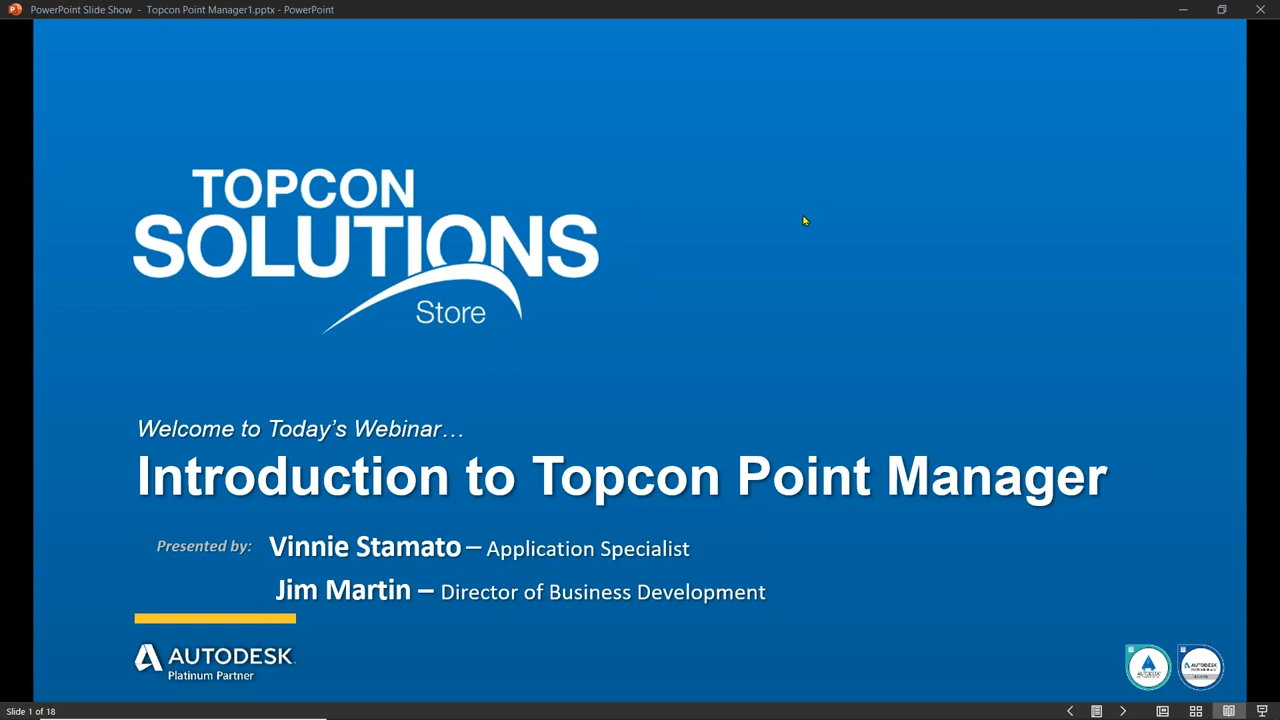 PowerPoint Slide Show - Topcon Point Manager1.pptx - PowerPoint
TOPCON
SOLUTIONS
Store
Welcome to Today's Webinar…
Introduction to Topcon Point Manager
Presented by: Vinnie Stamato – Application Specialist
Jim Martin – Director of Business Development
AUTODESK
Platinum Partner
AUTODESK
Slide 1 of 18